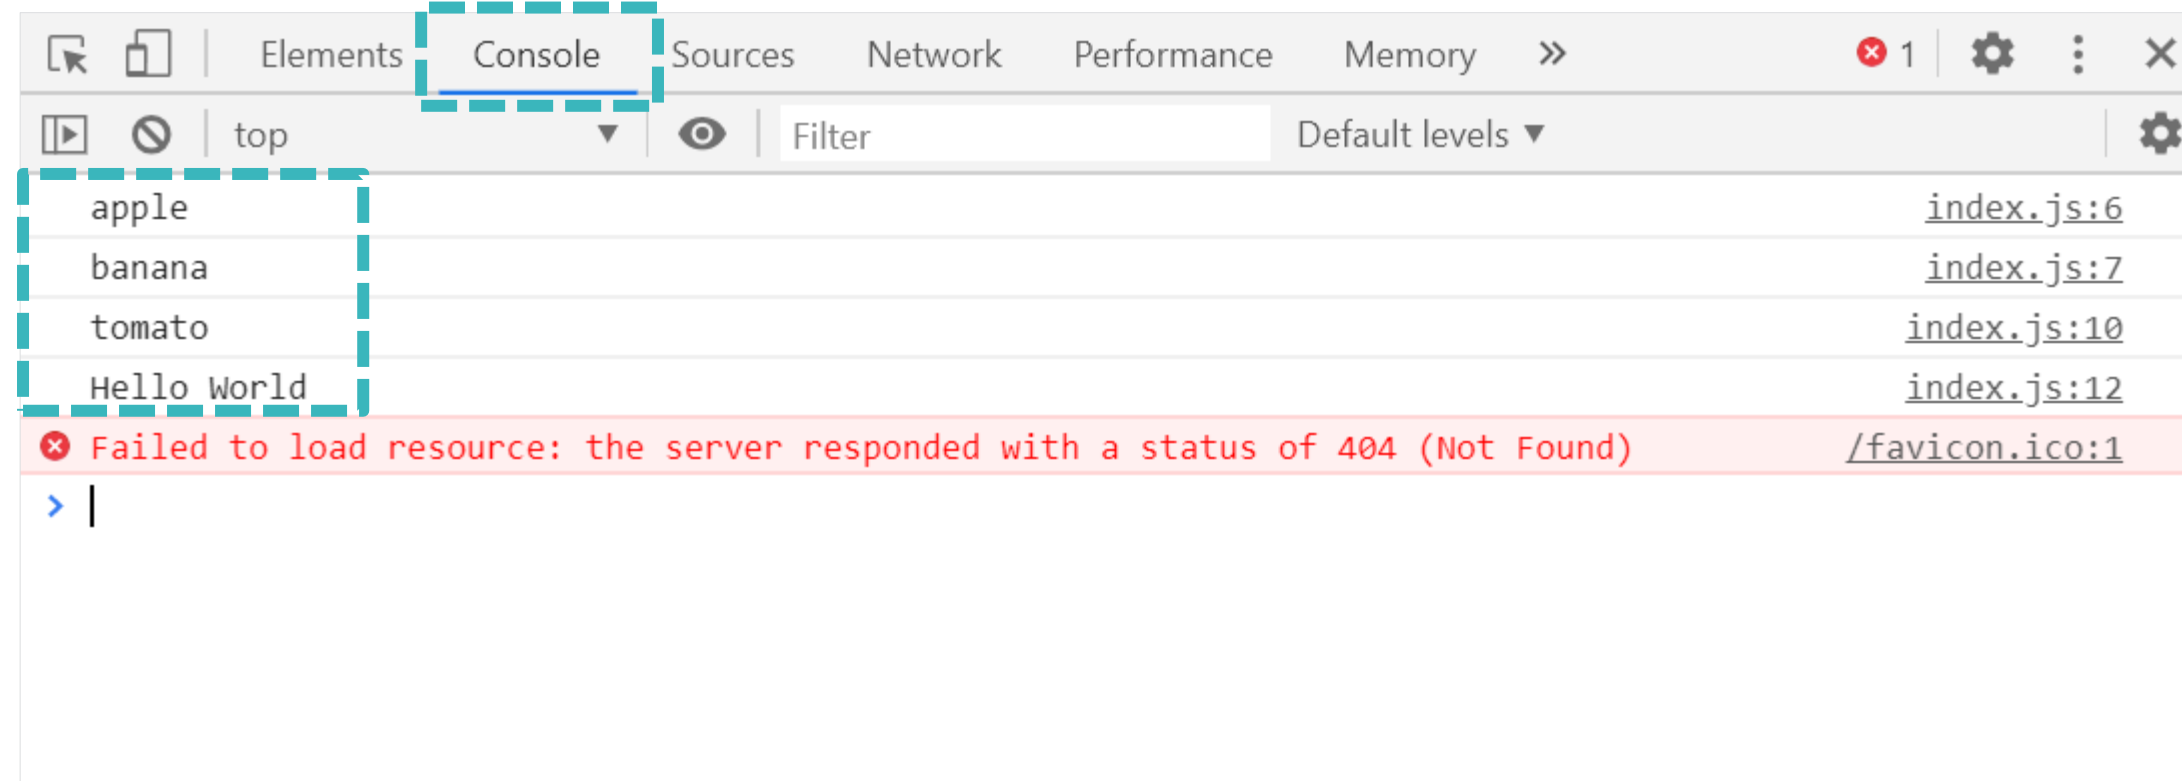 Elements Console Sources Network Performance Memory » 1
top Filter Default levels
apple index.js:6
banana index.js:7
tomato index.js:10
Hello World index.js:12
Failed to load resource: the server responded with a status of 404 (Not Found) /favicon.ico:1
>